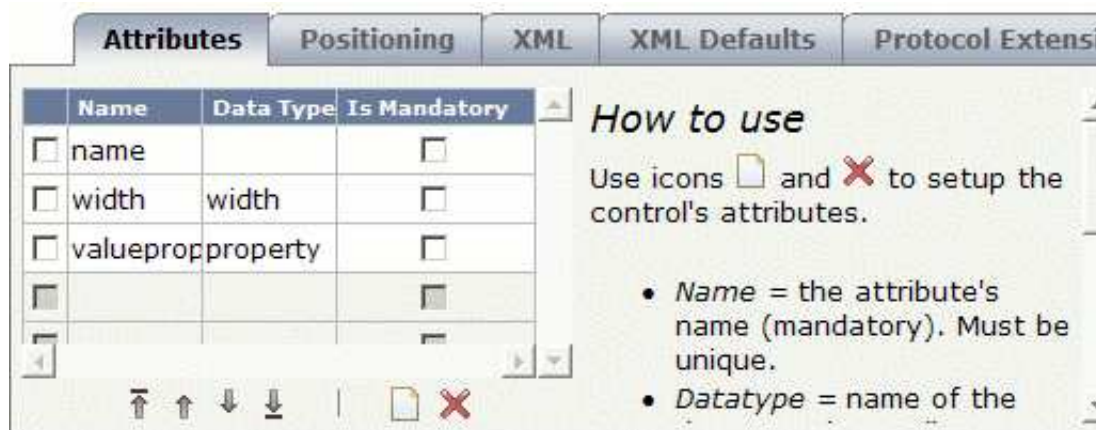 Attributes Positioning XML XML Defaults Protocol Extensi
Name Data Type Is Mandatory
name
width width
valueprop property
How to use
Use icons and to setup the
control's attributes.
• Name = the attribute's
name (mandatory). Must be
unique.
• Datatype = name of the